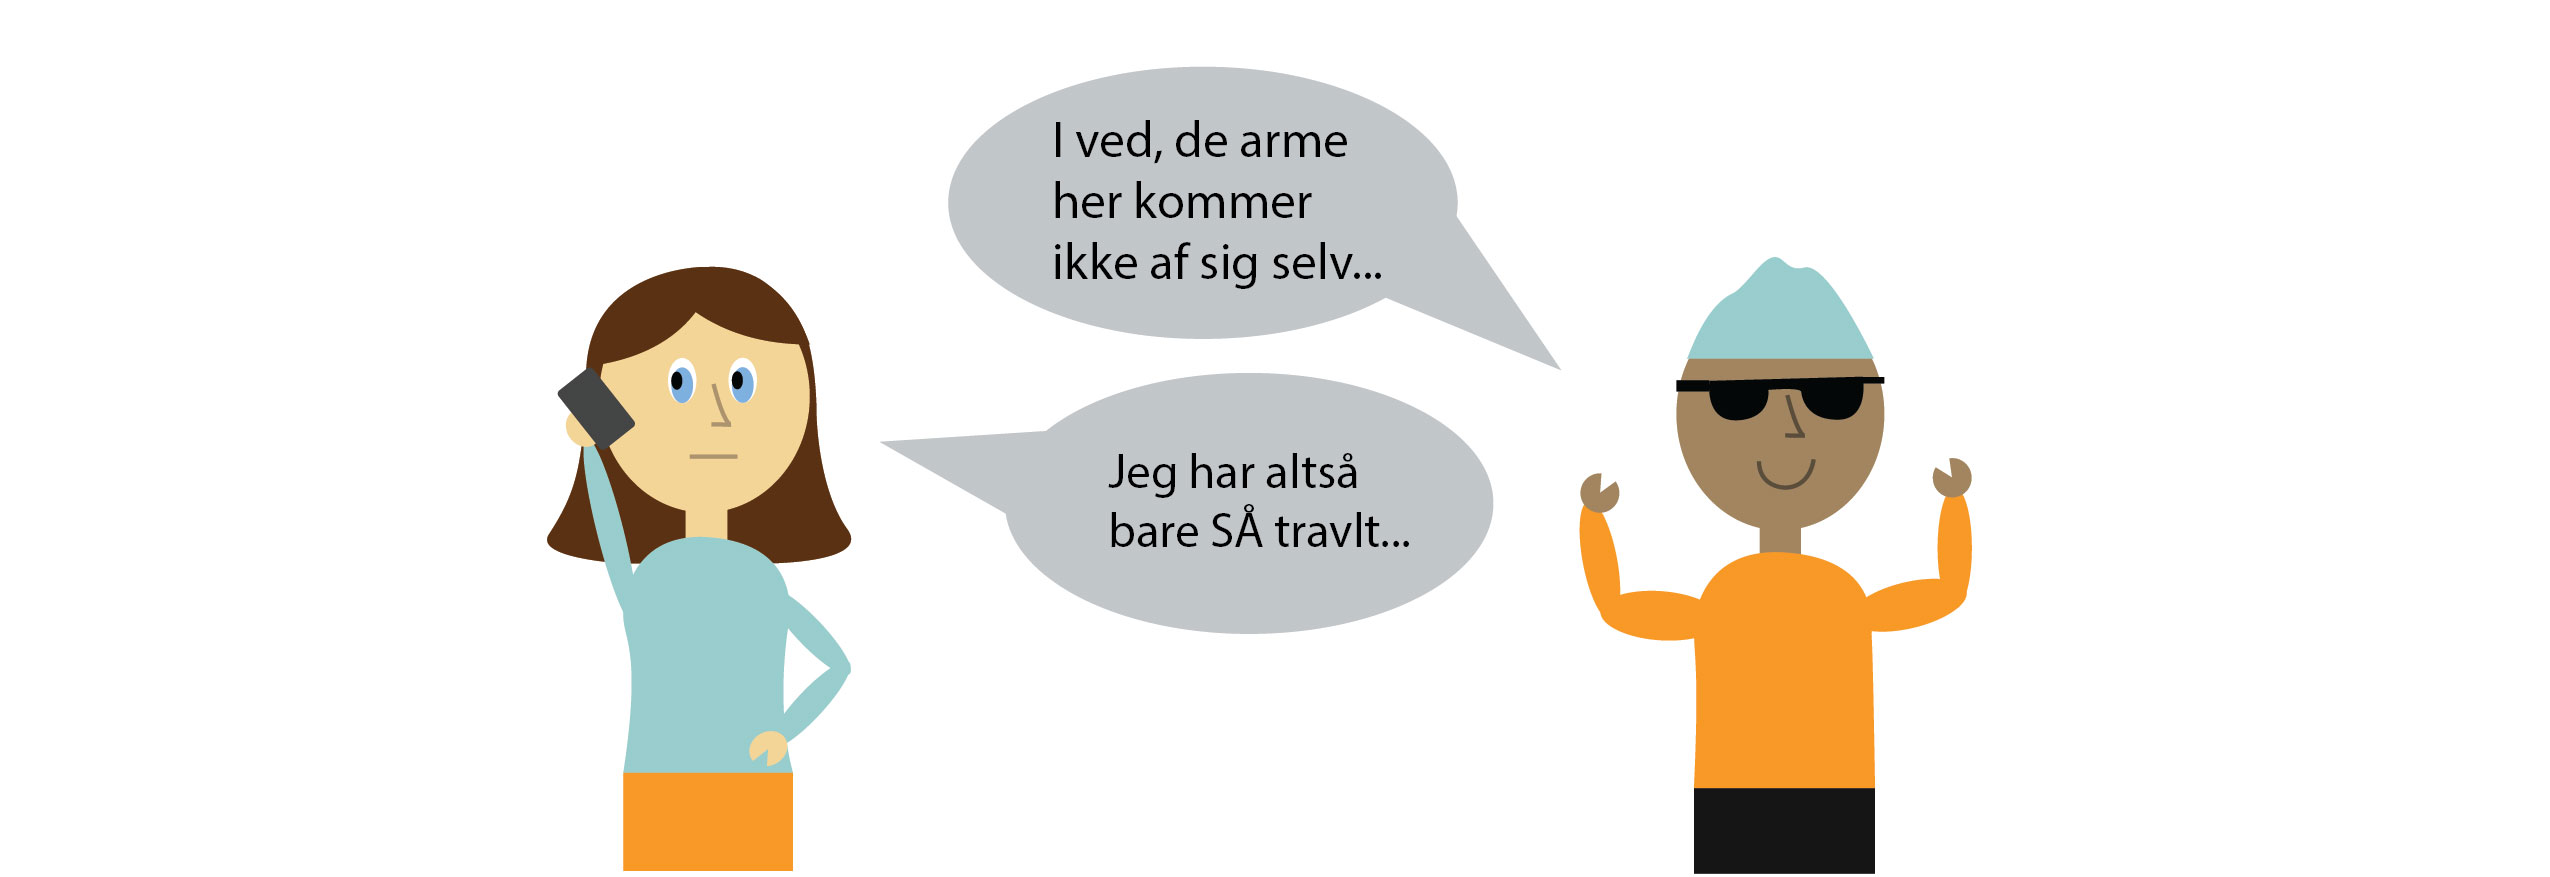 I ved, de arme
her kommer
ikke af sig selv...
Jeg har altså
bare SÅ travlt...